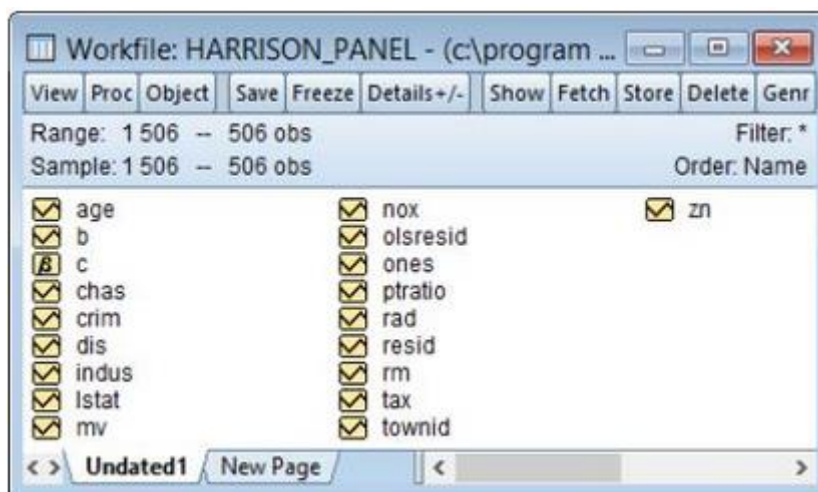 Workfile: HARRISON_PANEL - (c:\program ...
View Proc Object Save Freeze Details+/- Show Fetch Store Delete Genr
Range: 1 506 -- 506 obs Filter: *
Sample: 1 506 -- 506 obs Order: Name
age
b
β c
chas
crim
dis
indus
lstat
mv
nox
olsresid
ones
ptratio
rad
resid
rm
tax
townid
zn
< > Undated1 New Page < >